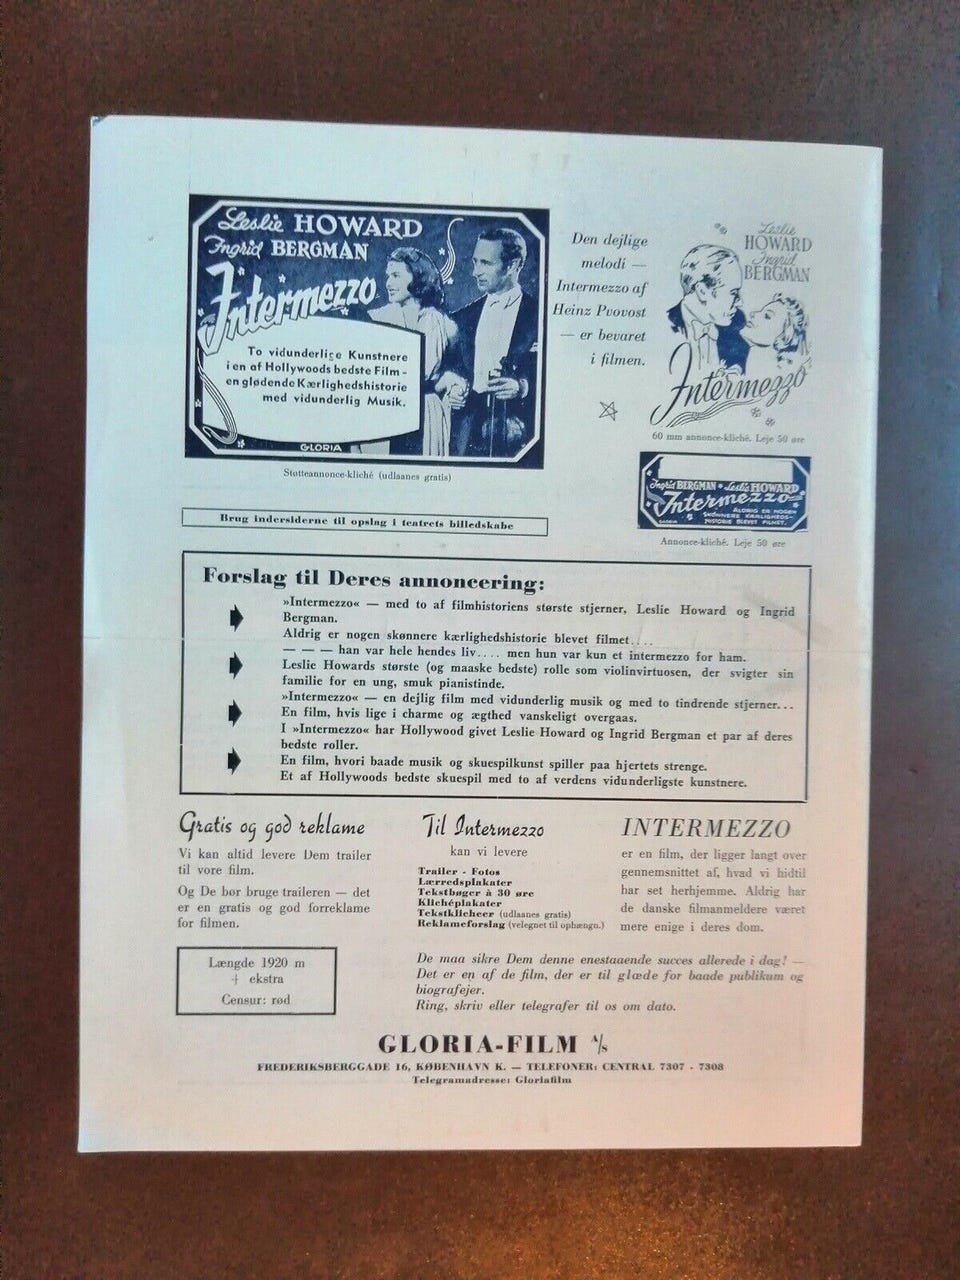 Leslie HOWARD
Ingrid BERGMAN
Intermezzo
To vidunderlige Kunstnere
i en af Hollywoods bedste Film -
en glødende Kærlighedshistorie
med vidunderlig Musik.
GLORIA
Støtteannonce-kliché (udlaanes gratis)
Den dejlige
melodi —
Intermezzo af
Heinz Pvovost
— er bevaret
i filmen.
Leslie
HOWARD
Ingrid
BERGMAN
Intermezzo
60 mm annonce-kliché. Leje 50 øre
Ingrid BERGMAN • Leslie HOWARD
Intermezzo
ALDRIG ER NOGEN
SKØNNERE KÆRLIGHEDS-
HISTORIE BLEVET FILMET.
GLORIA
Annonce-kliché. Leje 50 øre
Brug indersiderne til opslag i teatrets billedskabe
Forslag til Deres annoncering:
»Intermezzo« — med to af filmhistoriens største stjerner, Leslie Howard og Ingrid
Bergman.
Aldrig er nogen skønnere kærlighedshistorie blevet filmet....
— — — han var hele hendes liv.... men hun var kun et intermezzo for ham.
Leslie Howards største (og maaske bedste) rolle som violinvirtuosen, der svigter sin
familie for en ung, smuk pianistinde.
»Intermezzo« — en dejlig film med vidunderlig musik og med to tindrende stjerner...
En film, hvis lige i charme og ægthed vanskeligt overgaas.
I »Intermezzo« har Hollywood givet Leslie Howard og Ingrid Bergman et par af deres
bedste roller.
En film, hvori baade musik og skuespilkunst spiller paa hjertets strenge.
Et af Hollywoods bedste skuespil med to af verdens vidunderligste kunstnere.
Gratis og god reklame
Vi kan altid levere Dem trailer
til vore film.
Og De bør bruge traileren — det
er en gratis og god forreklame
for filmen.
Længde 1920 m
+ ekstra
Censur: rød
Til Intermezzo
kan vi levere
Trailer - Fotos
Lærredsplakater
Tekstbøger à 30 øre
Klichéplakater
Tekstklicheer (udlaanes gratis)
Reklameforslag (velegnet til ophængn.)
INTERMEZZO
er en film, der ligger langt over
gennemsnittet af, hvad vi hidtil
har set herhjemme. Aldrig har
de danske filmanmeldere været
mere enige i deres dom.
De maa sikre Dem denne enestaaende succes allerede i dag! —
Det er en af de film, der er til glæde for baade publikum og
biografejer.
Ring, skriv eller telegrafer til os om dato.
GLORIA-FILM A/s
FREDERIKSBERGGADE 16, KØBENHAVN K. — TELEFONER: CENTRAL 7307 - 7308
Telegramadresse: Gloriafilm